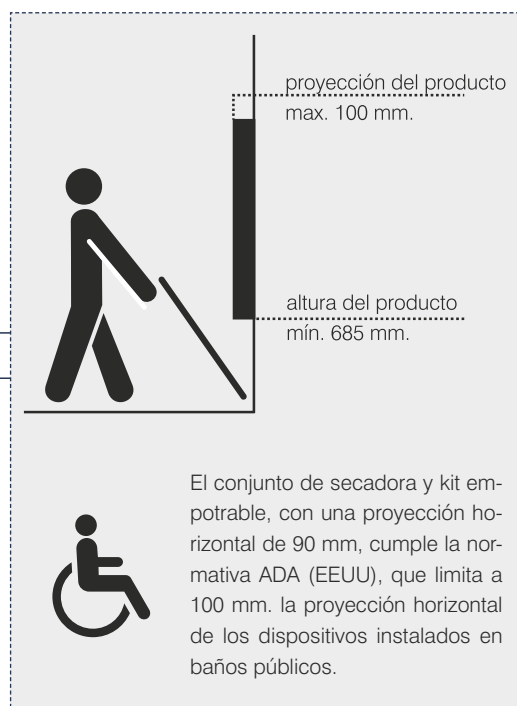 proyección del producto
max. 100 mm.
altura del producto
mín. 685 mm.
El conjunto de secadora y kit em-
potrable, con una proyección ho-
rizontal de 90 mm, cumple la nor-
mativa ADA (EEUU), que limita a
100 mm. la proyección horizontal
de los dispositivos instalados en
baños públicos.